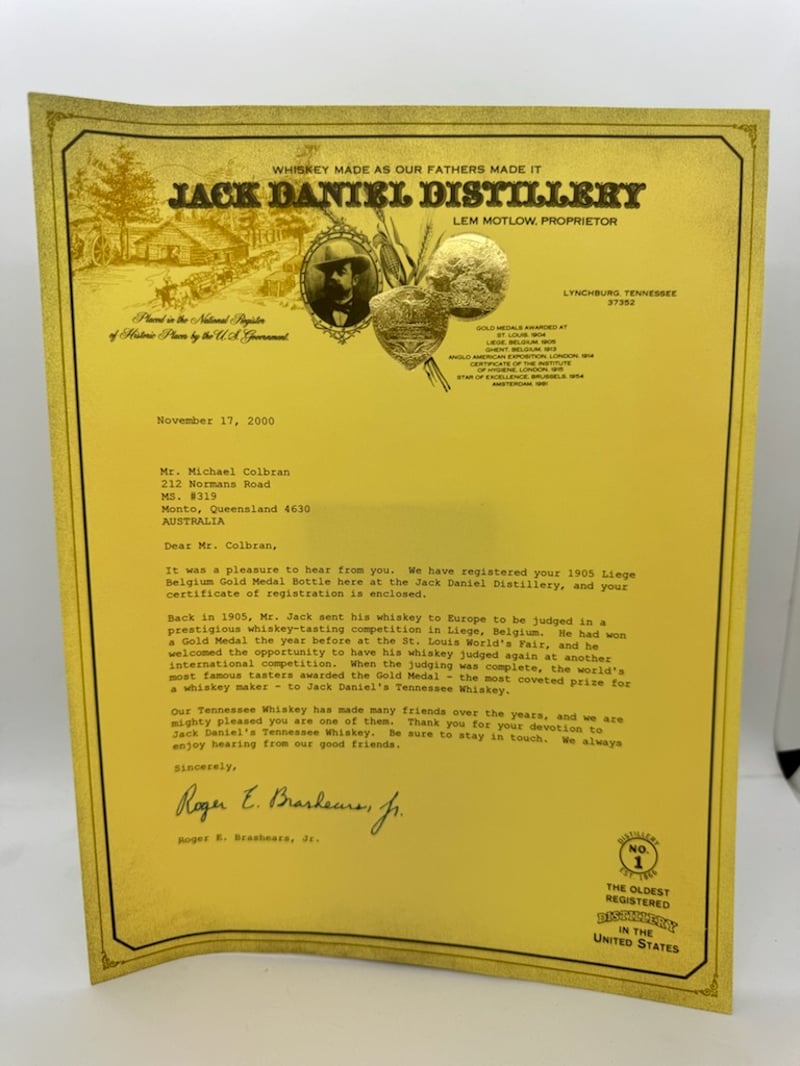 WHISKEY MADE AS OUR FATHERS MADE IT
JACK DANIEL DISTILLERY
LEM MOTLOW, PROPRIETOR
LYNCHBURG, TENNESSEE
37352
Placed in the National Register
of Historic Places by the U.S. Government.
GOLD MEDALS AWARDED AT
ST. LOUIS, 1904
LIEGE, BELGIUM, 1905
GHENT, BELGIUM, 1913
ANGLO AMERICAN EXPOSITION, LONDON, 1914
CERTIFICATE OF THE INSTITUTE
OF HYGIENE, LONDON, 1915
STAR OF EXCELLENCE, BRUSSELS, 1954
AMSTERDAM, 1981
November 17, 2000
Mr. Michael Colbran
212 Normans Road
MS. #319
Monto, Queensland 4630
AUSTRALIA
Dear Mr. Colbran,
It was a pleasure to hear from you. We have registered your 1905 Liege
Belgium Gold Medal Bottle here at the Jack Daniel Distillery, and your
certificate of registration is enclosed.
Back in 1905, Mr. Jack sent his whiskey to Europe to be judged in a
prestigious whiskey-tasting competition in Liege, Belgium. He had won
a Gold Medal the year before at the St. Louis World's Fair, and he
welcomed the opportunity to have his whiskey judged again at another
international competition. When the judging was complete, the world's
most famous tasters awarded the Gold Medal - the most coveted prize for
a whiskey maker - to Jack Daniel's Tennessee Whiskey.
Our Tennessee Whiskey has made many friends over the years, and we are
mighty pleased you are one of them. Thank you for your devotion to
Jack Daniel's Tennessee Whiskey. Be sure to stay in touch. We always
enjoy hearing from our good friends.
Sincerely,
Roger E. Brashears, Jr.
Roger E. Brashears, Jr.
DISTILLERY
NO.
1
EST. 1866
THE OLDEST
REGISTERED
DISTILLERY
IN THE
UNITED STATES